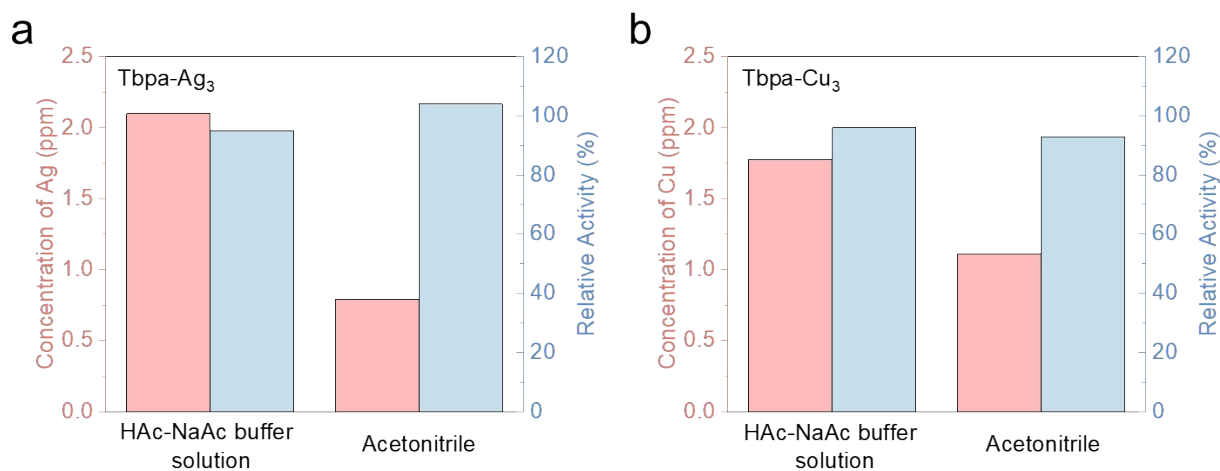 a
Tbpa-Ag₃
Concentration of Ag (ppm)
2.5
2.0
1.5
1.0
0.5
0.0
Relative Activity (%)
120
100
80
60
40
20
0
HAc-NaAc buffer
solution
Acetonitrile
b
Tbpa-Cu₃
Concentration of Cu (ppm)
2.5
2.0
1.5
1.0
0.5
0.0
Relative Activity (%)
120
100
80
60
40
20
0
HAc-NaAc buffer
solution
Acetonitrile